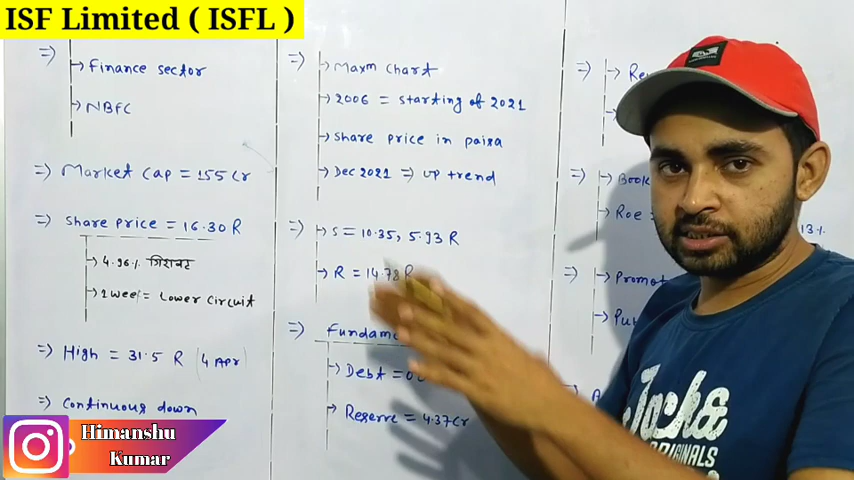 ISF Limited ( ISFL )
=) → Finance sector
→ NBFC
=) Market Cap = 155 Cr
=) Share price = 16.30 R
→ 4.96% गिरावट
→ 2 week = Lower Circuit
=) High = 31.5 R (4 Apr)
=) Continuous down
=) → Maxm chart
→ 2006 = starting of 2021
→ share price in paisa
→ Dec 2021 => up trend
=) → S = 10.35, 5.93 R
→ R = 14.78 R
=) Fundame
→ Debt = 0
→ Reserve = 4.37 Cr
=) → Re
=) → Book
→ Roe = 13%
=) → Promot
→ Pu
=) A
Jack &
ORIGINALS
Himanshu
Kumar